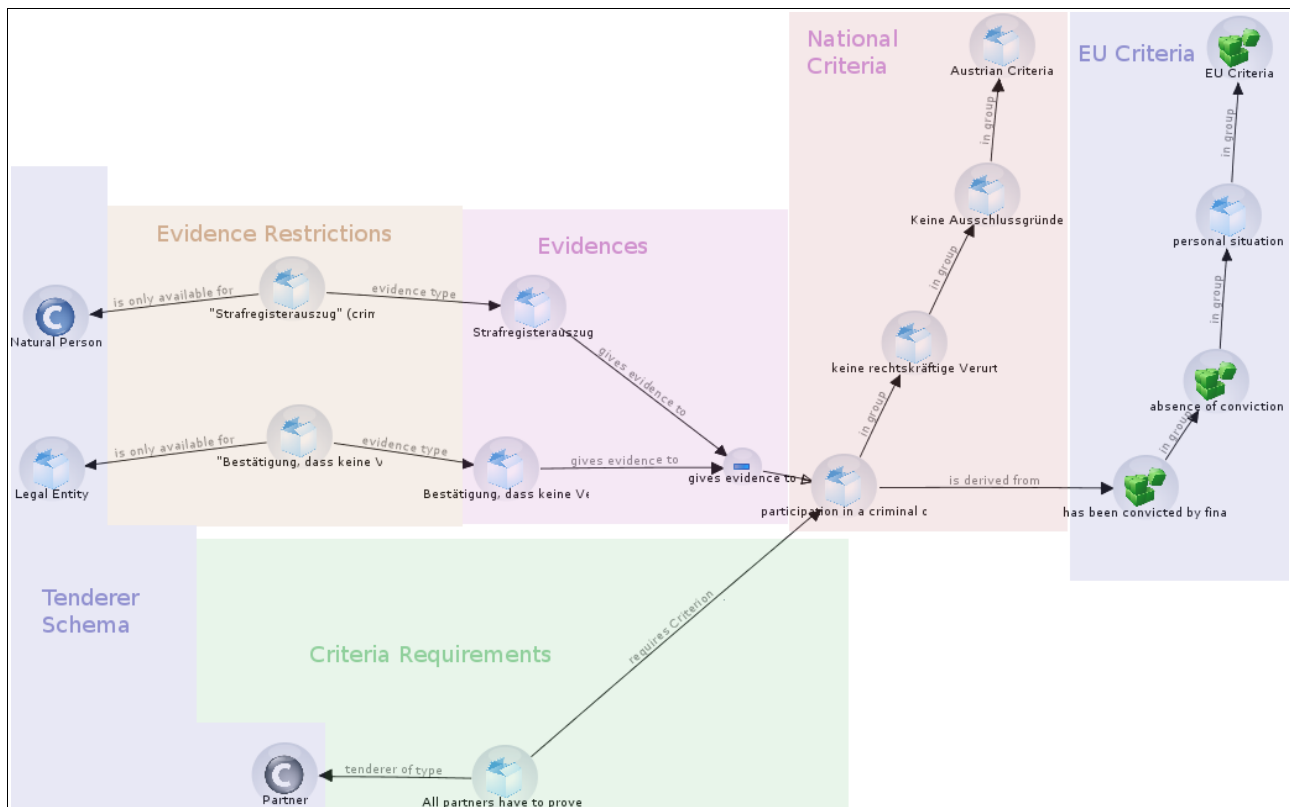 National
Criteria
Austrian Criteria
EU Criteria
EU Criteria
in group
in group
Keine Ausschlussgründe
personal situation
Evidence Restrictions
Evidences
is only available for
evidence type
in group
in group
"Strafregisterauszug" (crim
Natural Person
Strafregisterauszug
gives evidence to
keine rechtskräftige Verurt
absence of conviction
in group
in group
is only available for
evidence type
gives evidence to
"Bestätigung, dass keine V
Legal Entity
Bestätigung, dass keine Ve
gives evidence to
is derived from
participation in a criminal o
has been convicted by fina
Tenderer
Schema
requires Criterion
Criteria Requirements
tenderer of type
Partner
All partners have to prove